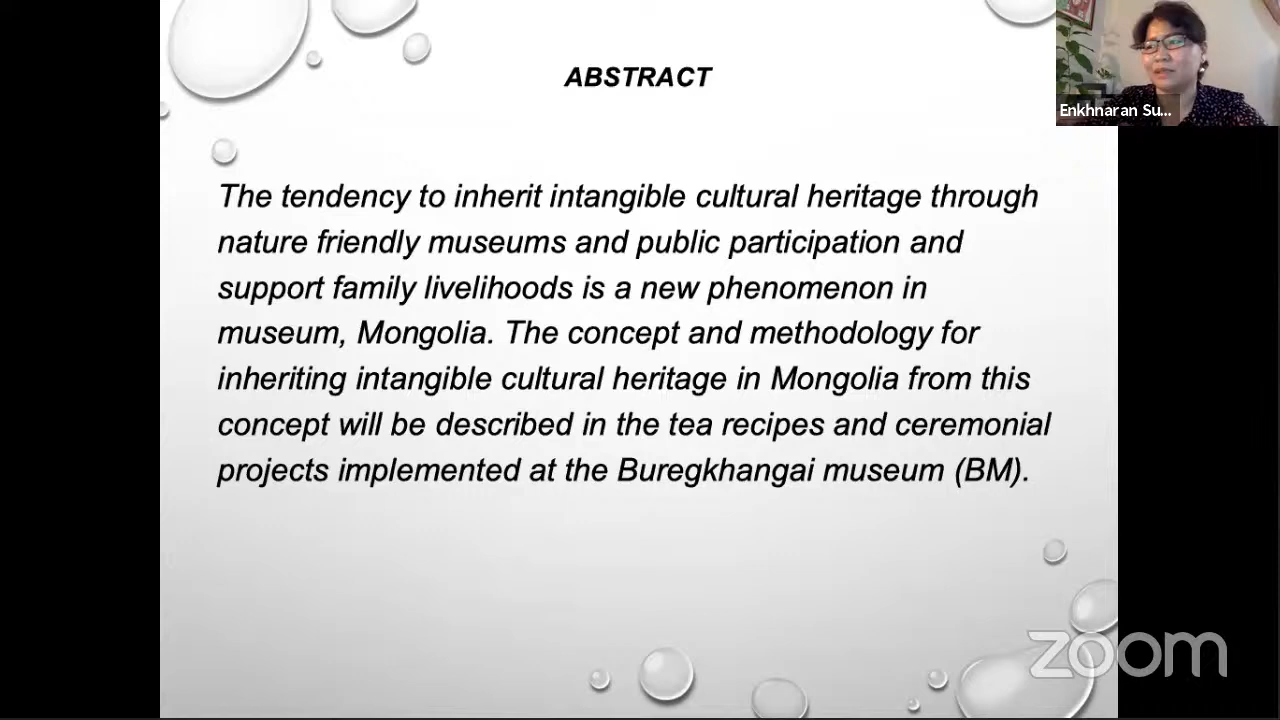 ABSTRACT
Enkhnaran Su...
The tendency to inherit intangible cultural heritage through
nature friendly museums and public participation and
support family livelihoods is a new phenomenon in
museum, Mongolia. The concept and methodology for
inheriting intangible cultural heritage in Mongolia from this
concept will be described in the tea recipes and ceremonial
projects implemented at the Buregkhangai museum (BM).
zoom